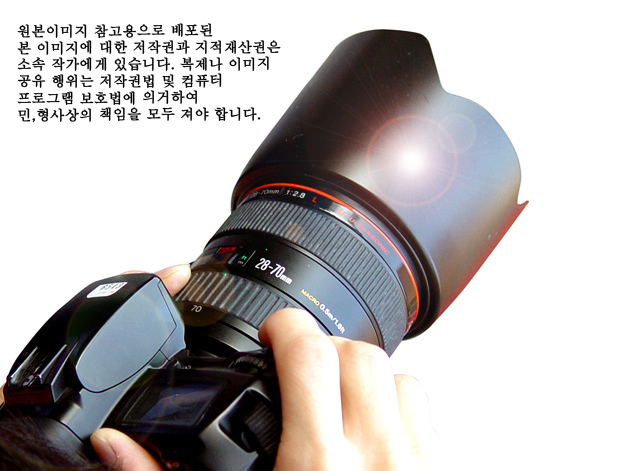 원본이미지 참고용으로 배포된
본 이미지에 대한 저작권과 지적재산권은
소속 작가에게 있습니다. 복제나 이미지
공유 행위는 저작권법 및 컴퓨터
프로그램 보호법에 의거하여
민,형사상의 책임을 모두 져야 합니다.
28-70mm 1:2.8 L
28-70mm
MACRO 0.5m/1.6ft
70